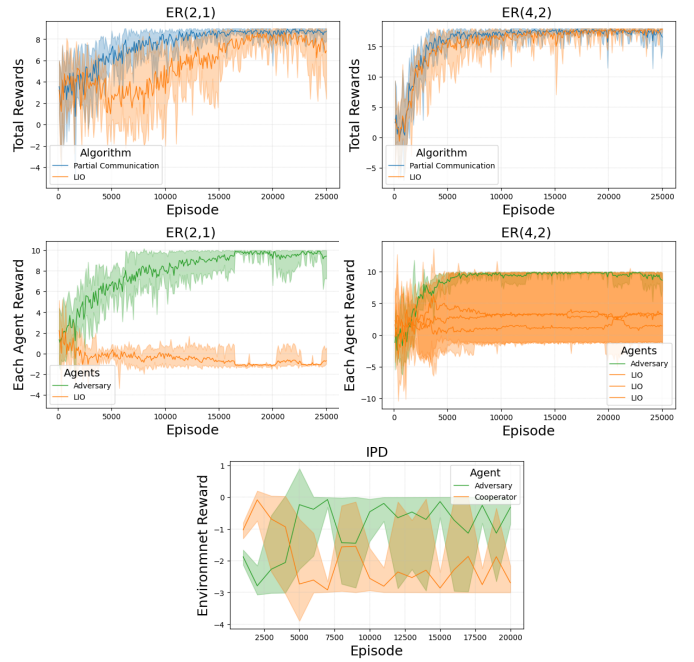 ER(2,1)
8
6
4
2
0
−2
−4
Total Rewards
Algorithm
Partial Communication
LIO
0
5000
10000
15000
20000
25000
Episode
ER(4,2)
15
10
5
0
−5
Total Rewards
Algorithm
Partial Communication
LIO
0
5000
10000
15000
20000
25000
Episode
ER(2,1)
10
8
6
4
2
0
−2
−4
Each Agent Reward
Agents
Adversary
LIO
0
5000
10000
15000
20000
25000
Episode
ER(4,2)
15
10
5
0
−5
−10
Each Agent Reward
Agents
Adversary
LIO
LIO
LIO
0
5000
10000
15000
20000
25000
Episode
IPD
1
0
−1
−2
−3
−4
Environmnet Reward
Agent
Adversary
Cooperator
2500
5000
7500
10000
12500
15000
17500
20000
Episode